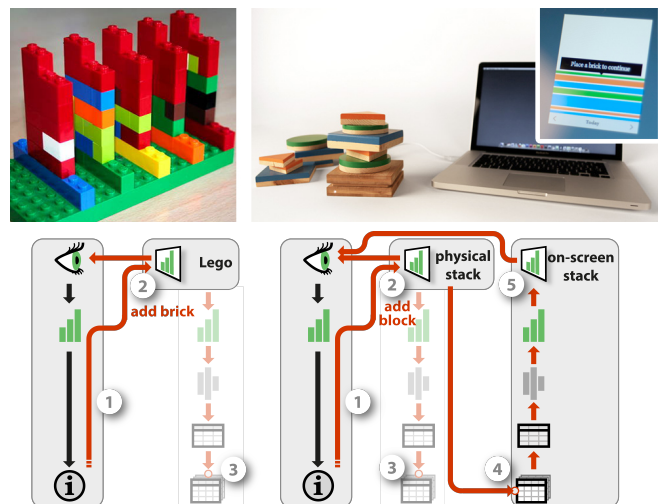 Place a brick to continue
Lego
2
add brick
1
3
physical
stack
2
add
block
1
3
on-screen
stack
5
4